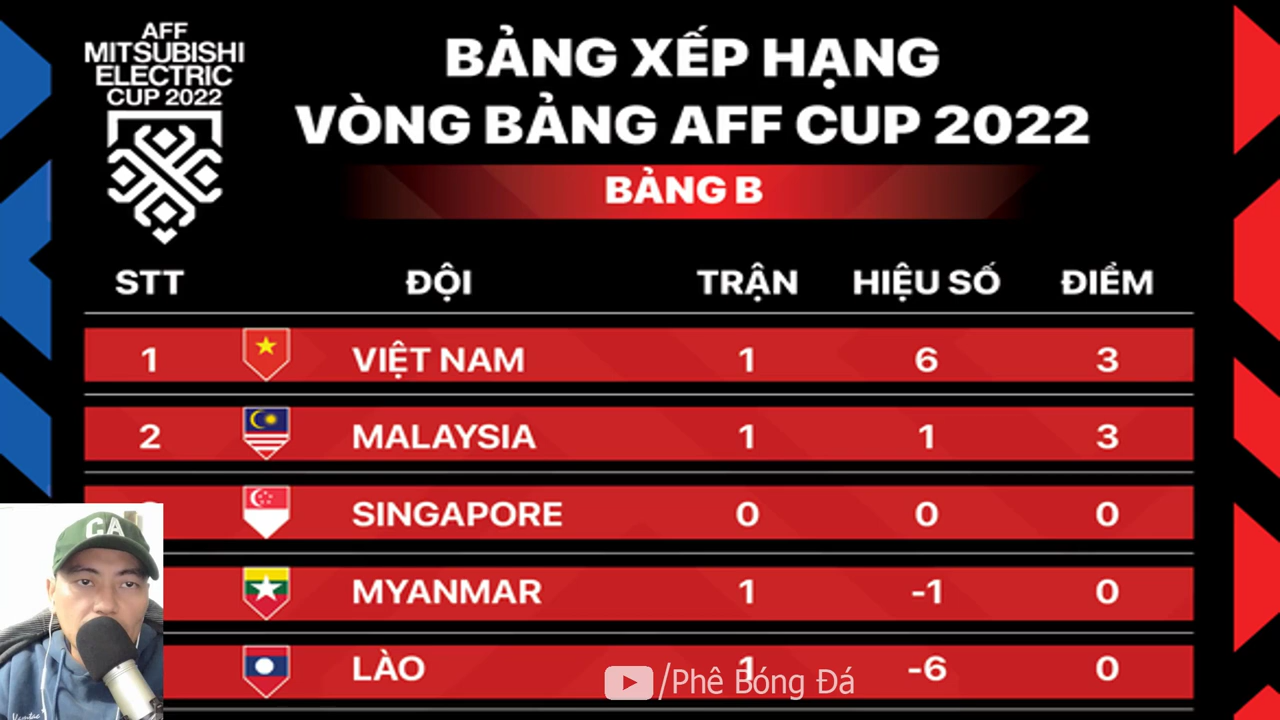 AFF
MITSUBISHI
ELECTRIC
CUP 2022
BẢNG XẾP HẠNG
VÒNG BẢNG AFF CUP 2022
BẢNG B
STT ĐỘI TRẬN HIỆU SỐ ĐIỂM
1 VIỆT NAM 1 6 3
2 MALAYSIA 1 1 3
SINGAPORE 0 0 0
MYANMAR 1 -1 0
LÀO 1 -6 0
/Phê Bóng Đá
CA